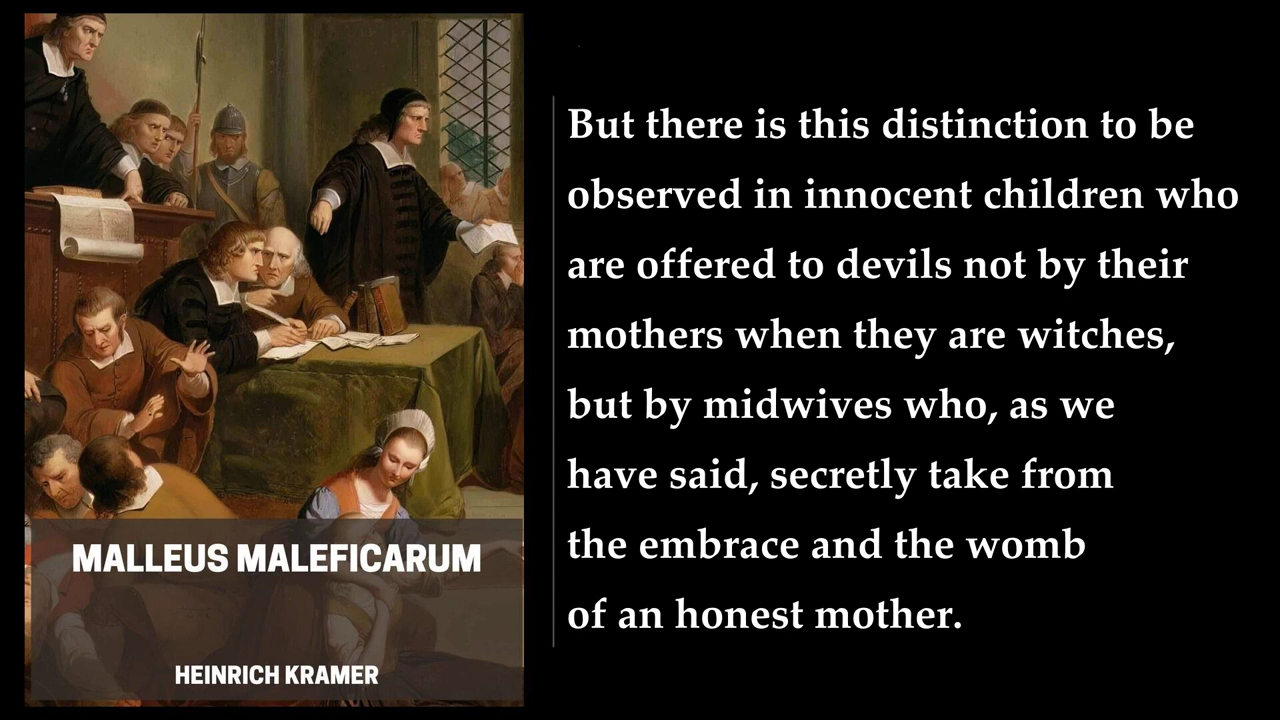 MALLEUS MALEFICARUM
HEINRICH KRAMER
But there is this distinction to be
observed in innocent children who
are offered to devils not by their
mothers when they are witches,
but by midwives who, as we
have said, secretly take from
the embrace and the womb
of an honest mother.